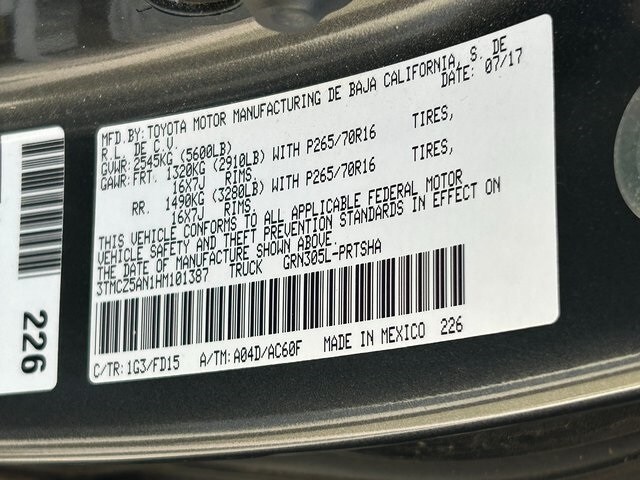 MFD.BY:TOYOTA MOTOR MANUFACTURING DE BAJA CALIFORNIA, S. DE
R.L. DE C.V. DATE: 07/17
GVWR:2545KG (5600LB)
GAWR:FRT. 1320KG (2910LB) WITH P265/70R16 TIRES,
16X7J RIMS.
RR. 1490KG (3280LB) WITH P265/70R16 TIRES,
16X7J RIMS.
THIS VEHICLE CONFORMS TO ALL APPLICABLE FEDERAL MOTOR
VEHICLE SAFETY AND THEFT PREVENTION STANDARDS IN EFFECT ON
THE DATE OF MANUFACTURE SHOWN ABOVE.
3TMCZ5AN1HM101387 TRUCK GRN305L-PRTSHA
C/TR:1G3/FD15 A/TM:A04D/AC60F MADE IN MEXICO 226
226